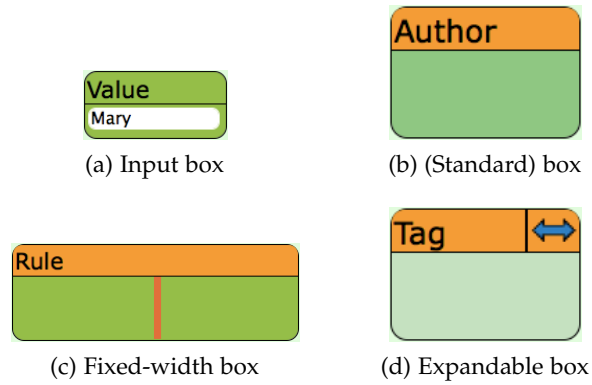 Value
Mary
(a) Input box
Author
(b) (Standard) box
Rule
(c) Fixed-width box
Tag
(d) Expandable box